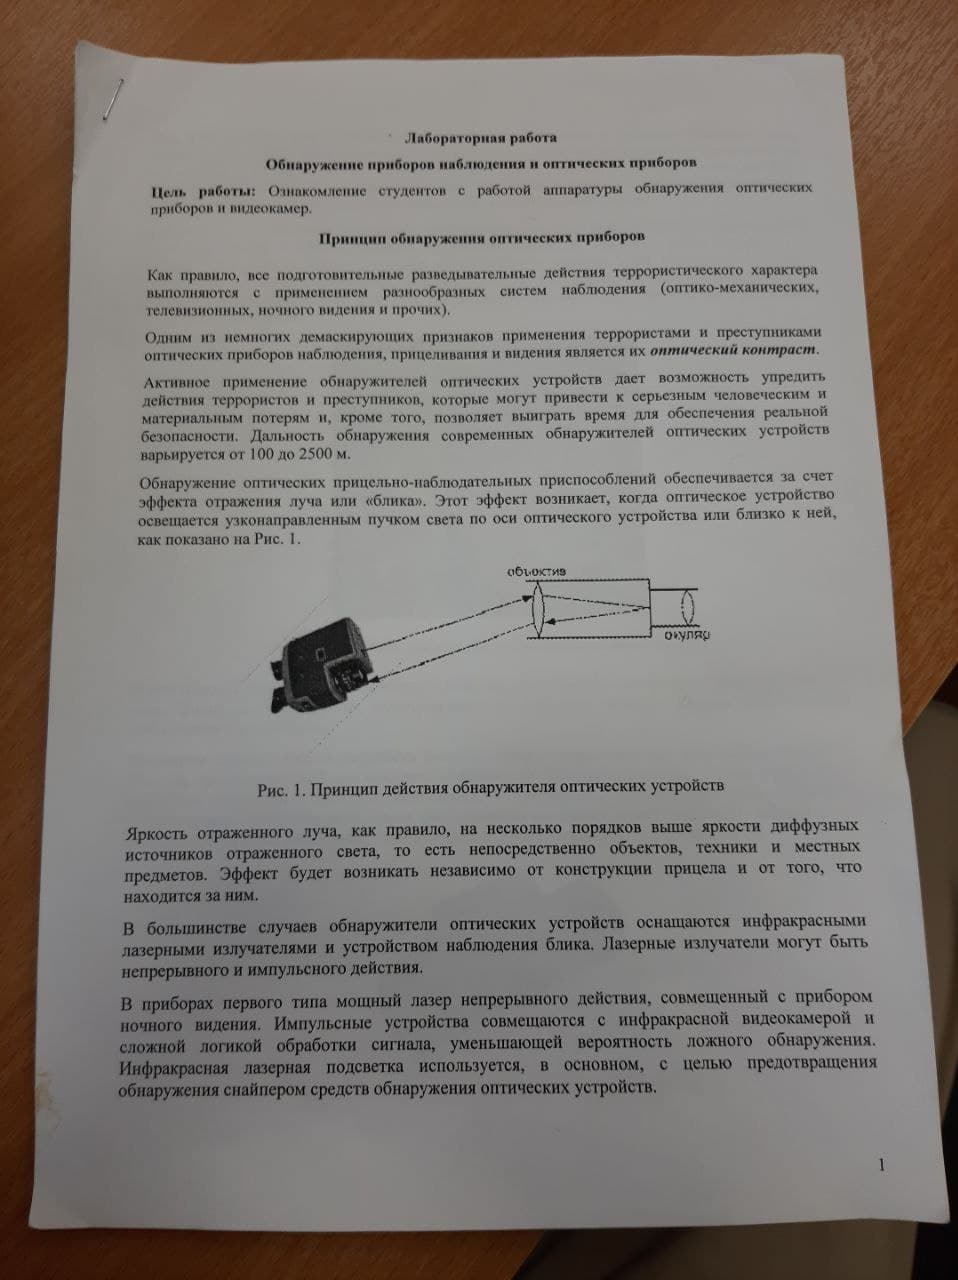 Лабораторная работа
Обнаружение приборов наблюдения и оптических приборов
Цель работы: Ознакомление студентов с работой аппаратуры обнаружения оптических
приборов и видеокамер.
Принцип обнаружения оптических приборов
Как правило, все подготовительные разведывательные действия террористического характера
выполняются с применением разнообразных систем наблюдения (оптико-механических,
телевизионных, ночного видения и прочих).
Одним из немногих демаскирующих признаков применения террористами и преступниками
оптических приборов наблюдения, прицеливания и видения является их оптический контраст.
Активное применение обнаружителей оптических устройств дает возможность упредить
действия террористов и преступников, которые могут привести к серьезным человеческим и
материальным потерям и, кроме того, позволяет выиграть время для обеспечения реальной
безопасности. Дальность обнаружения современных обнаружителей оптических устройств
варьируется от 100 до 2500 м.
Обнаружение оптических прицельно-наблюдательных приспособлений обеспечивается за счет
эффекта отражения луча или «блика». Этот эффект возникает, когда оптическое устройство
освещается узконаправленным пучком света по оси оптического устройства или близко к ней,
как показано на Рис. 1.
объектив
окуляр
Рис. 1. Принцип действия обнаружителя оптических устройств
Яркость отраженного луча, как правило, на несколько порядков выше яркости диффузных
источников отраженного света, то есть непосредственно объектов, техники и местных
предметов. Эффект будет возникать независимо от конструкции прицела и от того, что
находится за ним.
В большинстве случаев обнаружители оптических устройств оснащаются инфракрасными
лазерными излучателями и устройством наблюдения блика. Лазерные излучатели могут быть
непрерывного и импульсного действия.
В приборах первого типа мощный лазер непрерывного действия, совмещенный с прибором
ночного видения. Импульсные устройства совмещаются с инфракрасной видеокамерой и
сложной логикой обработки сигнала, уменьшающей вероятность ложного обнаружения.
Инфракрасная лазерная подсветка используется, в основном, с целью предотвращения
обнаружения снайпером средств обнаружения оптических устройств.
1